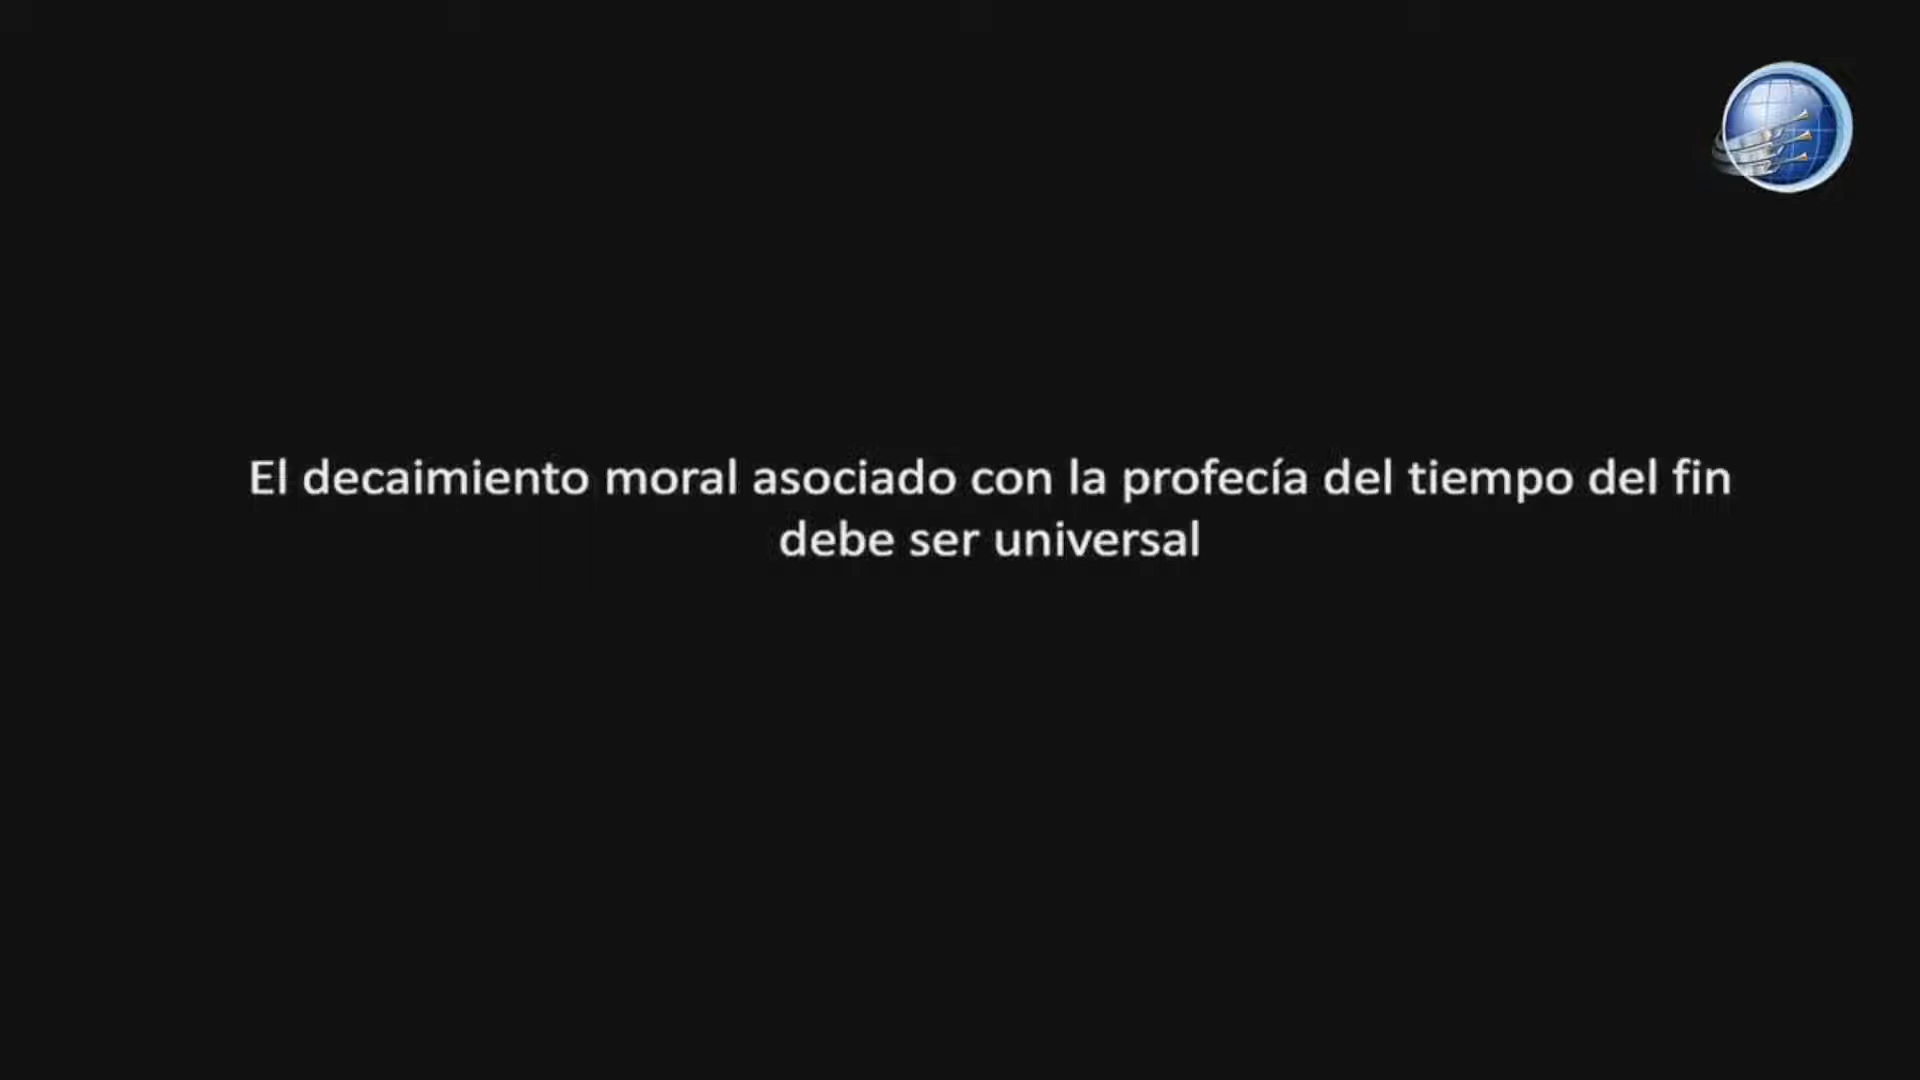 El decaimiento moral asociado con la profecía del tiempo del fin
debe ser universal